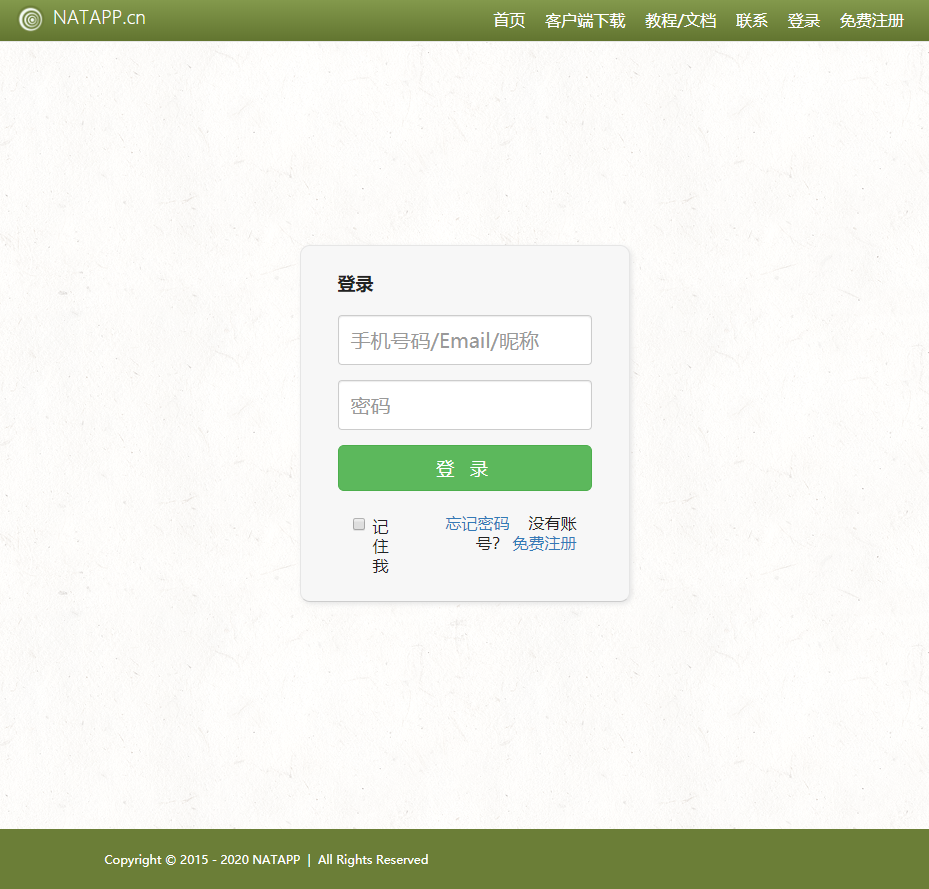 NATAPP.cn 首页 客户端下载 教程/文档 联系 登录 免费注册
登录
手机号码/Email/昵称
密码
登 录
记
住
我
忘记密码 没有账
号? 免费注册
Copyright © 2015 - 2020 NATAPP | All Rights Reserved